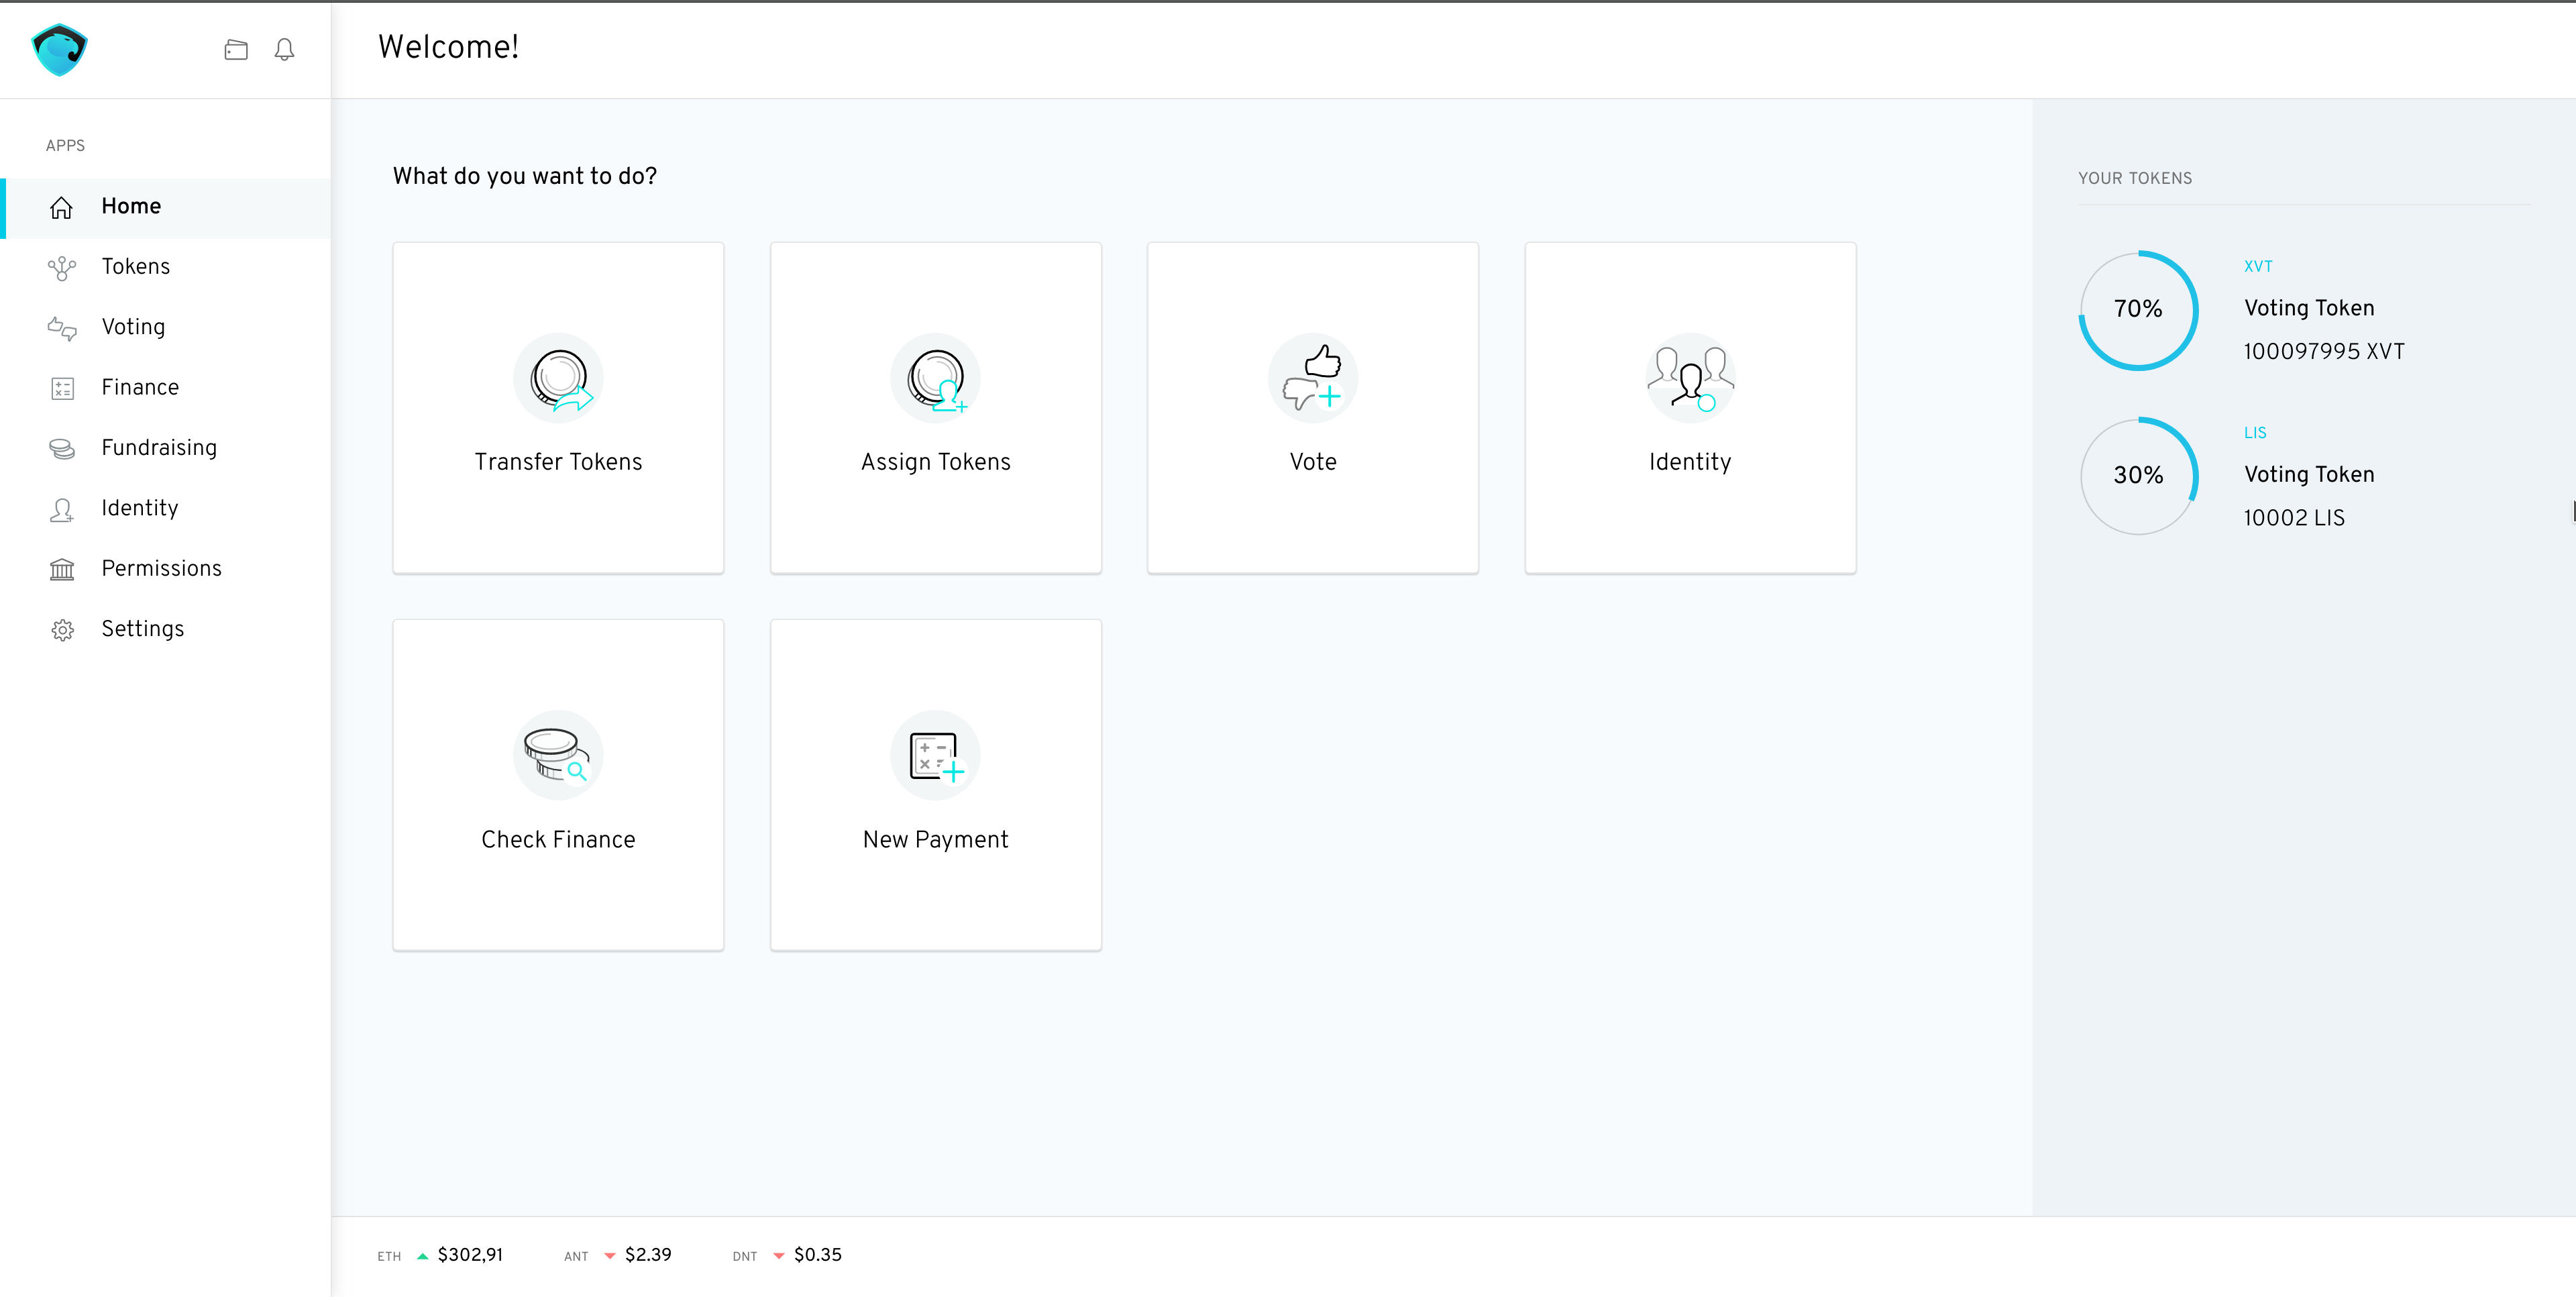 Welcome!
APPS
Home
Tokens
Voting
Finance
Fundraising
Identity
Permissions
Settings
What do you want to do?
Transfer Tokens
Assign Tokens
Vote
Identity
Check Finance
New Payment
YOUR TOKENS
70%
XVT
Voting Token
100097995 XVT
30%
LIS
Voting Token
10002 LIS
ETH $302,91 ANT $2.39 DNT $0.35